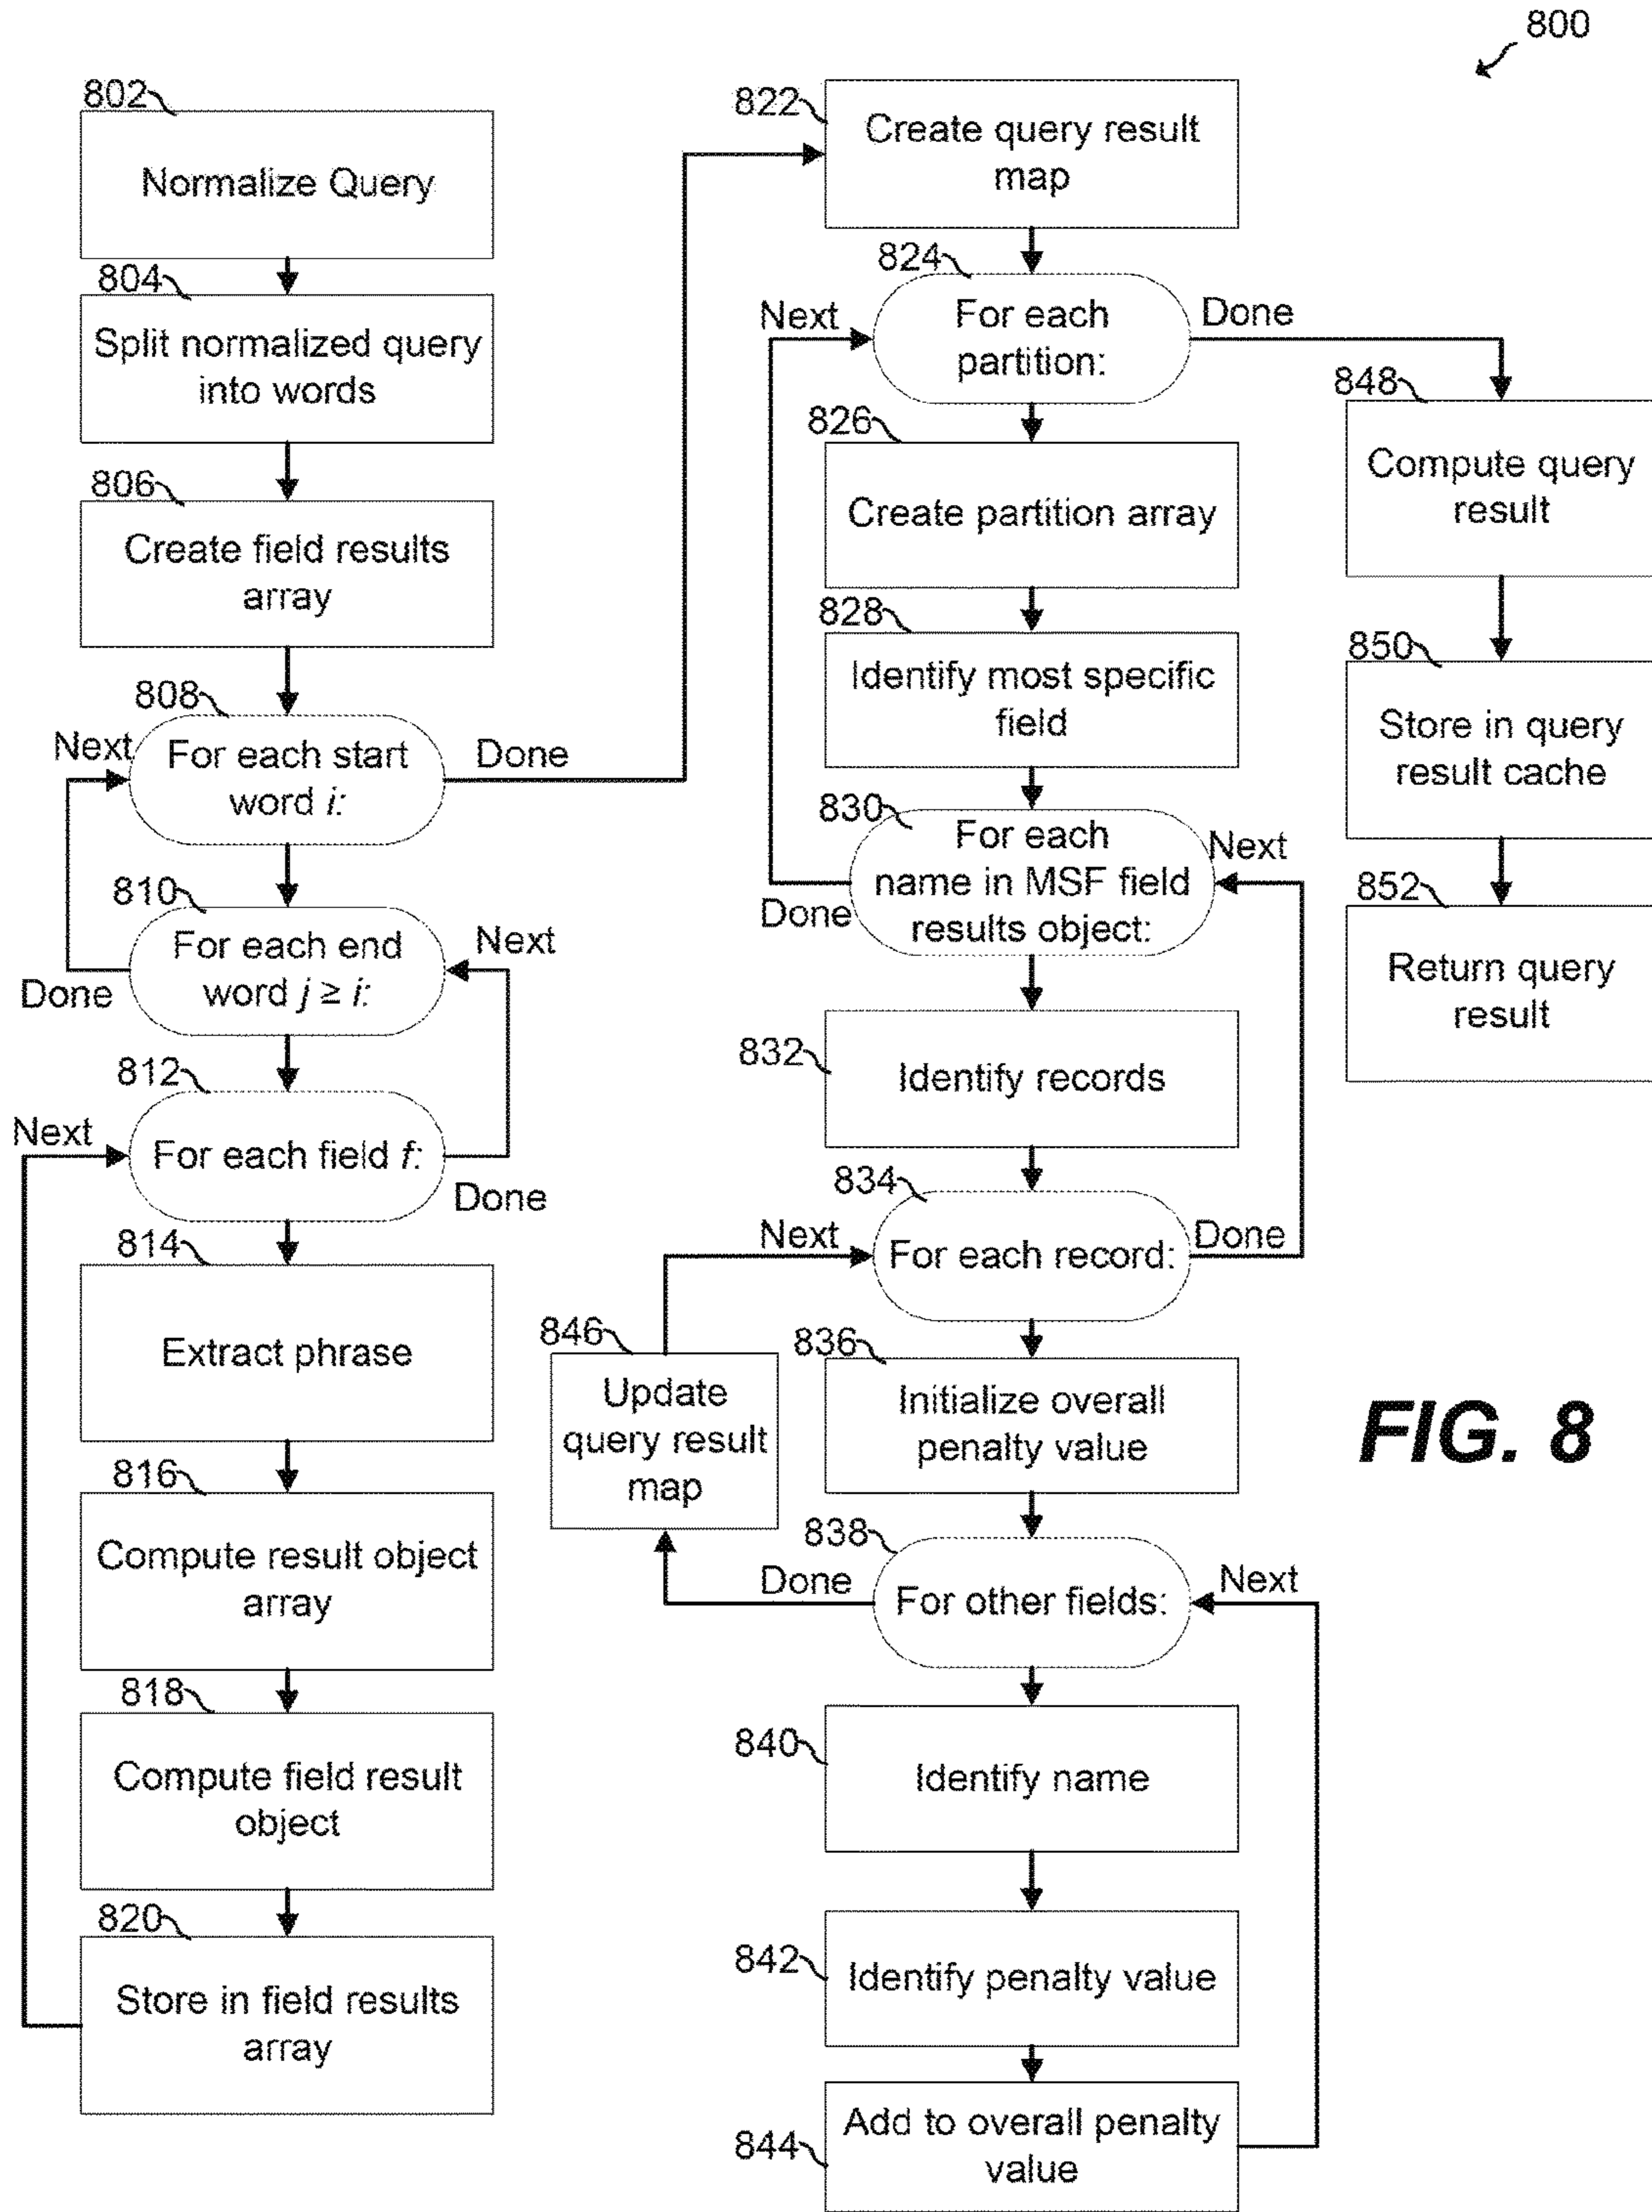 800
802
Normalize Query
804
Split normalized query
into words
806
Create field results
array
808
Next
For each start
word i:
Done
810
For each end
word j ≥ i:
Next
Done
812
Next
For each field f:
Done
814
Extract phrase
816
Compute result object
array
818
Compute field result
object
820
Store in field results
array
822
Create query result
map
824
Next
For each
partition:
Done
826
Create partition array
828
Identify most specific
field
830
For each
name in MSF field
results object:
Next
Done
832
Identify records
834
Next
For each record:
Done
836
Initialize overall
penalty value
838
Done
For other fields:
Next
840
Identify name
842
Identify penalty value
844
Add to overall penalty
value
846
Update
query result
map
848
Compute query
result
850
Store in query
result cache
852
Return query
result
FIG. 8